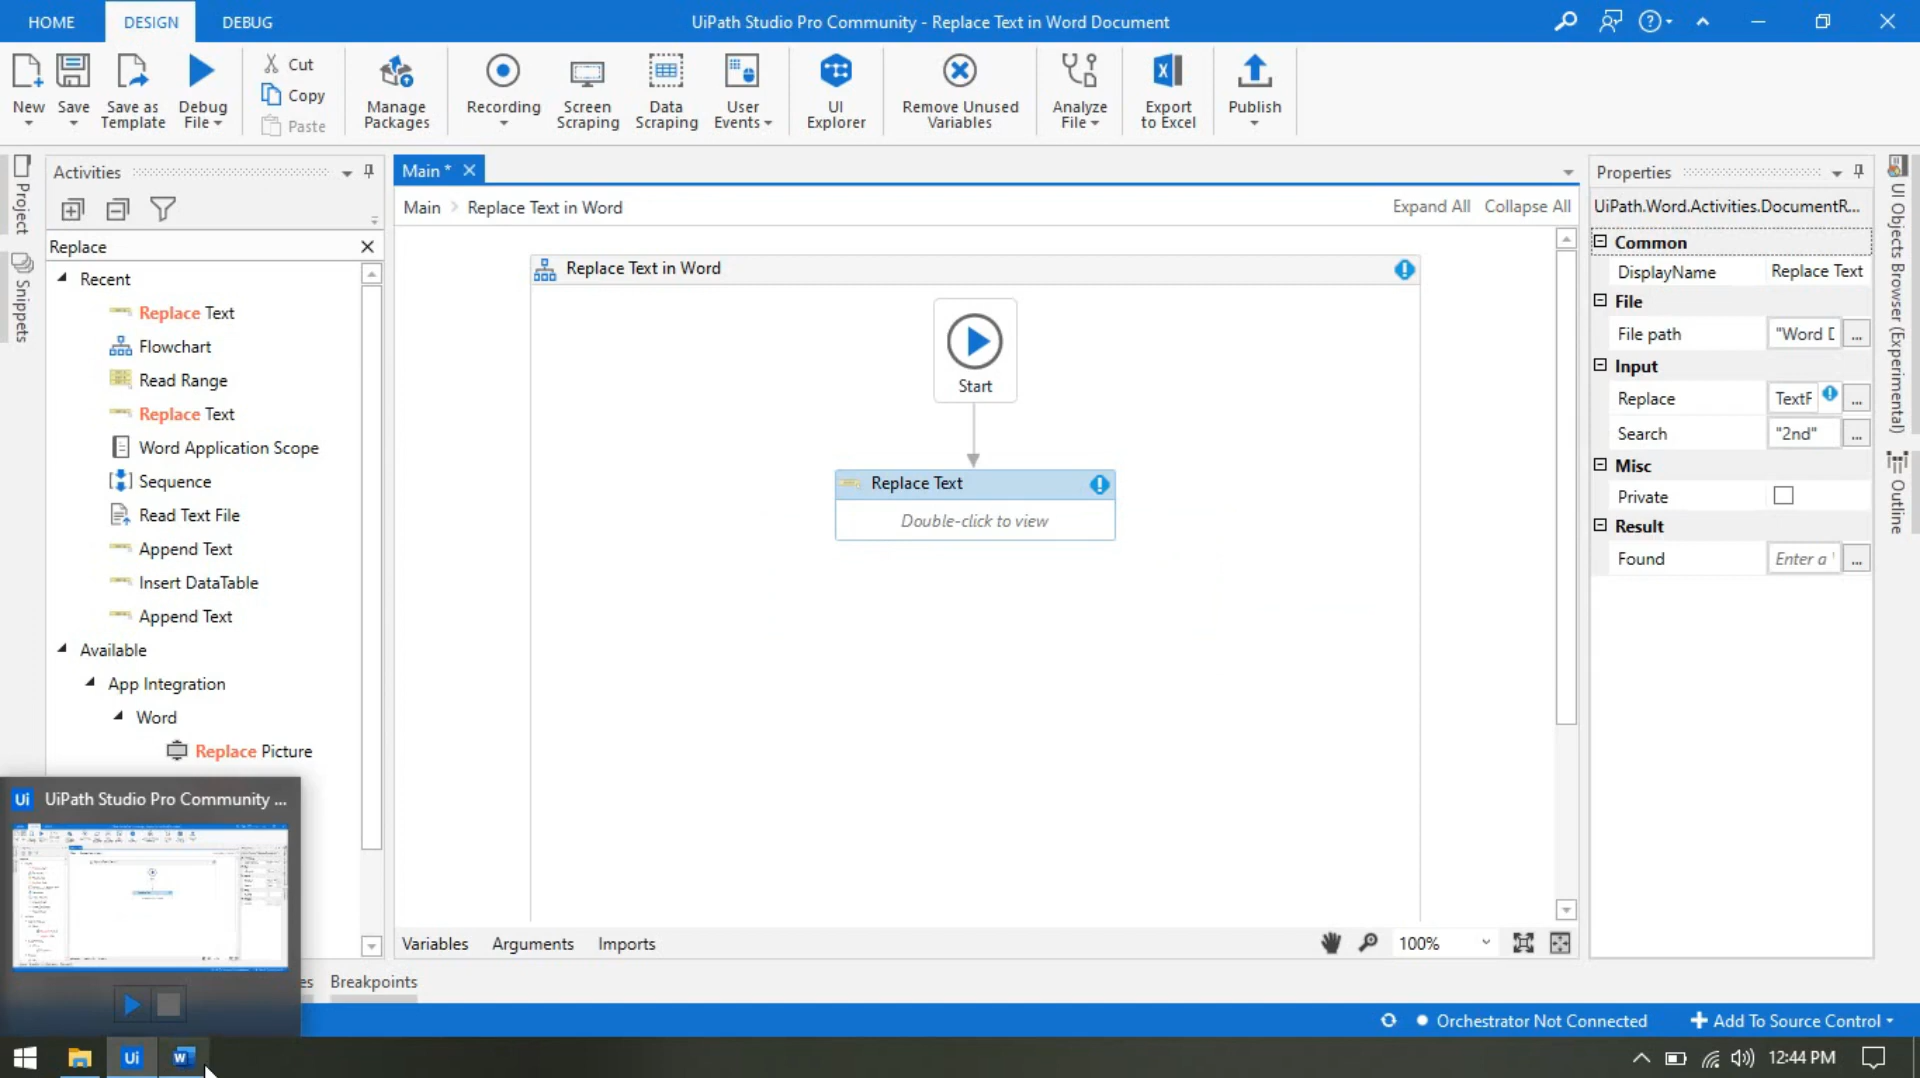 HOME
DESIGN
DEBUG
UiPath Studio Pro Community - Replace Text in Word Document
New
Save
Save as Template
Debug File
Cut
Copy
Paste
Manage Packages
Recording
Screen Scraping
Data Scraping
User Events
UI Explorer
Remove Unused Variables
Analyze File
Export to Excel
Publish
Project
Snippets
Activities
Replace
Recent
Replace Text
Flowchart
Read Range
Replace Text
Word Application Scope
Sequence
Read Text File
Append Text
Insert DataTable
Append Text
Available
App Integration
Word
Replace Picture
Main *
Main > Replace Text in Word
Expand All
Collapse All
Replace Text in Word
Start
Replace Text
Double-click to view
Variables
Arguments
Imports
100%
Properties
UiPath.Word.Activities.DocumentR...
Common
DisplayName
Replace Text
File
File path
"Word D
...
Input
Replace
TextF
...
Search
"2nd"
...
Misc
Private
Result
Found
Enter a
...
UI Objects Browser (Experimental)
Outline
Ui UiPath Studio Pro Community ...
es
Breakpoints
Orchestrator Not Connected
Add To Source Control
Ui
W
12:44 PM